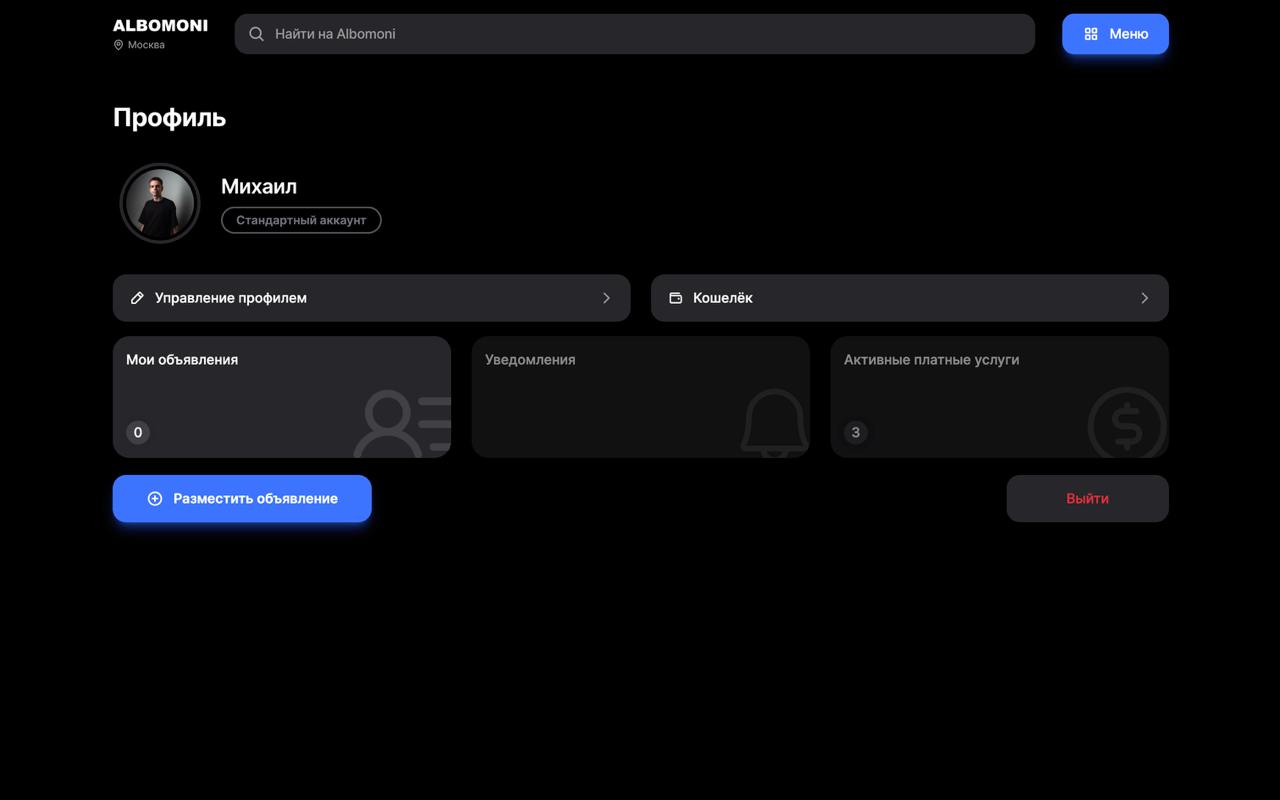 ALBOMONI
Москва
Найти на Albomoni
Меню
Профиль
Михаил
Стандартный аккаунт
Управление профилем
Кошелёк
Мои объявления
0
Уведомления
Активные платные услуги
3
Разместить объявление
Выйти